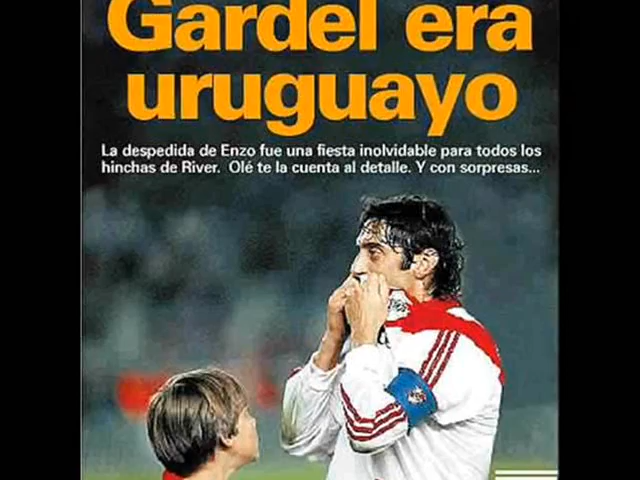 Gardel era
uruguayo
La despedida de Enzo fue una fiesta inolvidable para todos los
hinchas de River. Olé te la cuenta al detalle. Y con sorpresas...